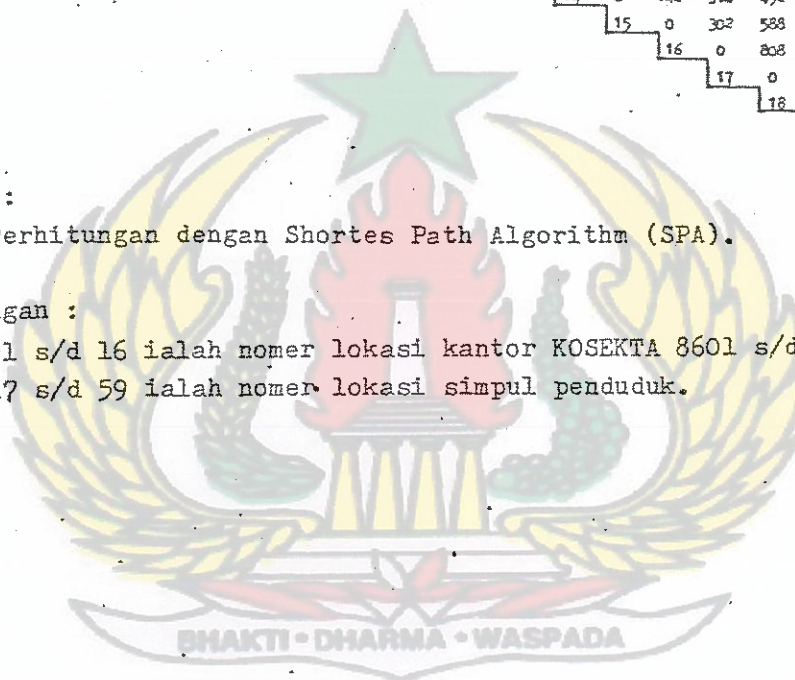 15 0 302 588
16 0 808
17 0
18
:
erhitungan dengan Shortes Path Algorithm (SPA).
gan :
1 s/d 16 ialah nomer lokasi kantor KOSEKTA 8601 s/d
17 s/d 59 ialah nomer lokasi simpul penduduk.
BHAKTI • DHARMA • WASPADA